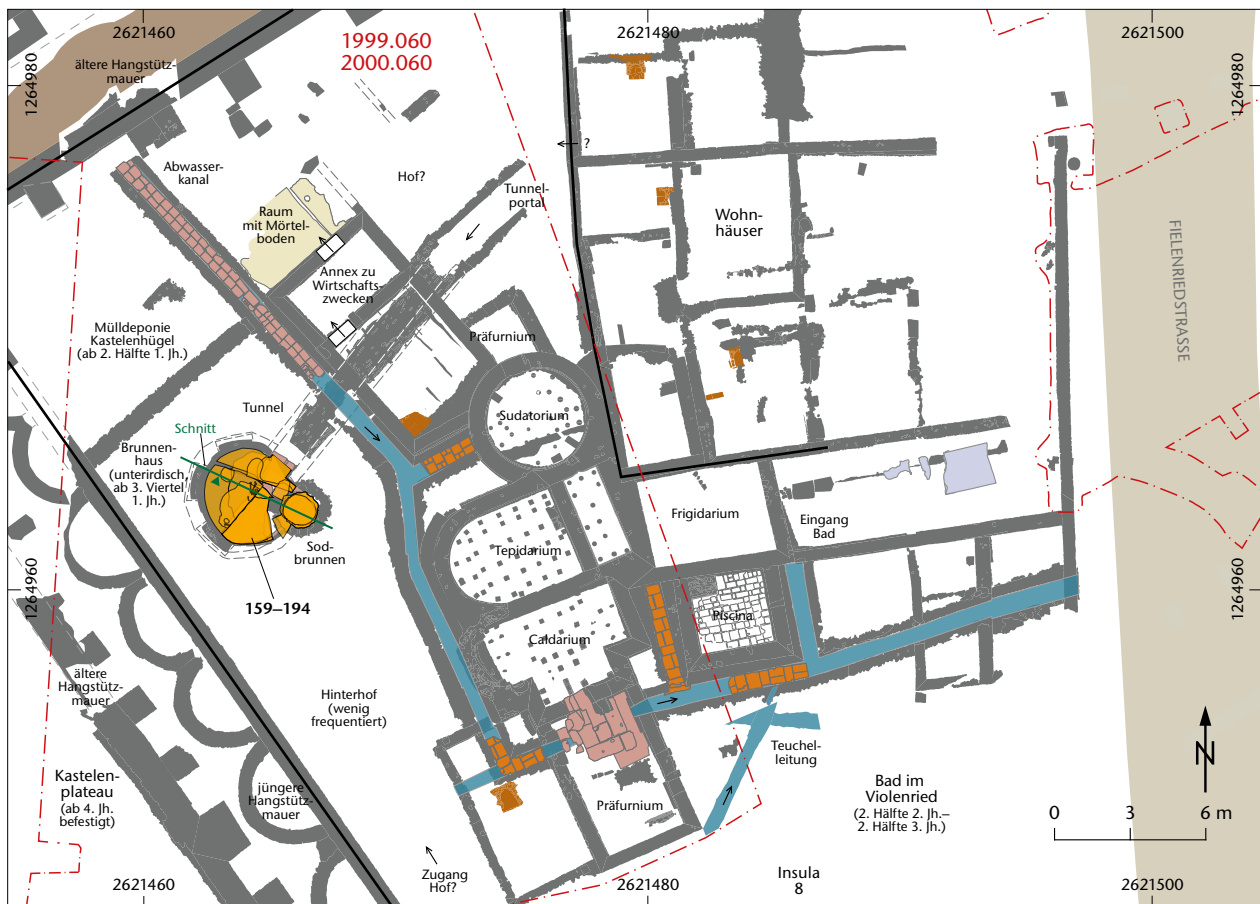 2621460
2621480
2621500
1999.060
2000.060
ältere Hangstütz-
mauer
1264980
1264980
Abwasser-
kanal
Hof?
?
Tunnel-
portal
Raum
mit Mörtel-
boden
Wohn-
häuser
FIELENRIEDSTRASSE
Annex zu
Wirtschafts-
zwecken
Mülldeponie
Kastelenhügel
(ab 2. Hälfte 1. Jh.)
Präfurnium
Tunnel
Sudatorium
Schnitt
Brunnen-
haus
(unterirdisch,
ab 3. Viertel
1. Jh.)
Frigidarium
Eingang
Bad
Sod-
brunnen
Tepidarium
1264960
1264960
159–194
Piscina
Caldarium
ältere
Hangstütz-
mauer
Hinterhof
(wenig
frequentiert)
Teuchel-
leitung
N
Kastelen-
plateau
(ab 4. Jh.
befestigt)
jüngere
Hangstütz-
mauer
Präfurnium
Bad im
Violenried
(2. Hälfte 2. Jh.–
2. Hälfte 3. Jh.)
0 3 6 m
Zugang
Hof?
Insula
8
2621460
2621480
2621500